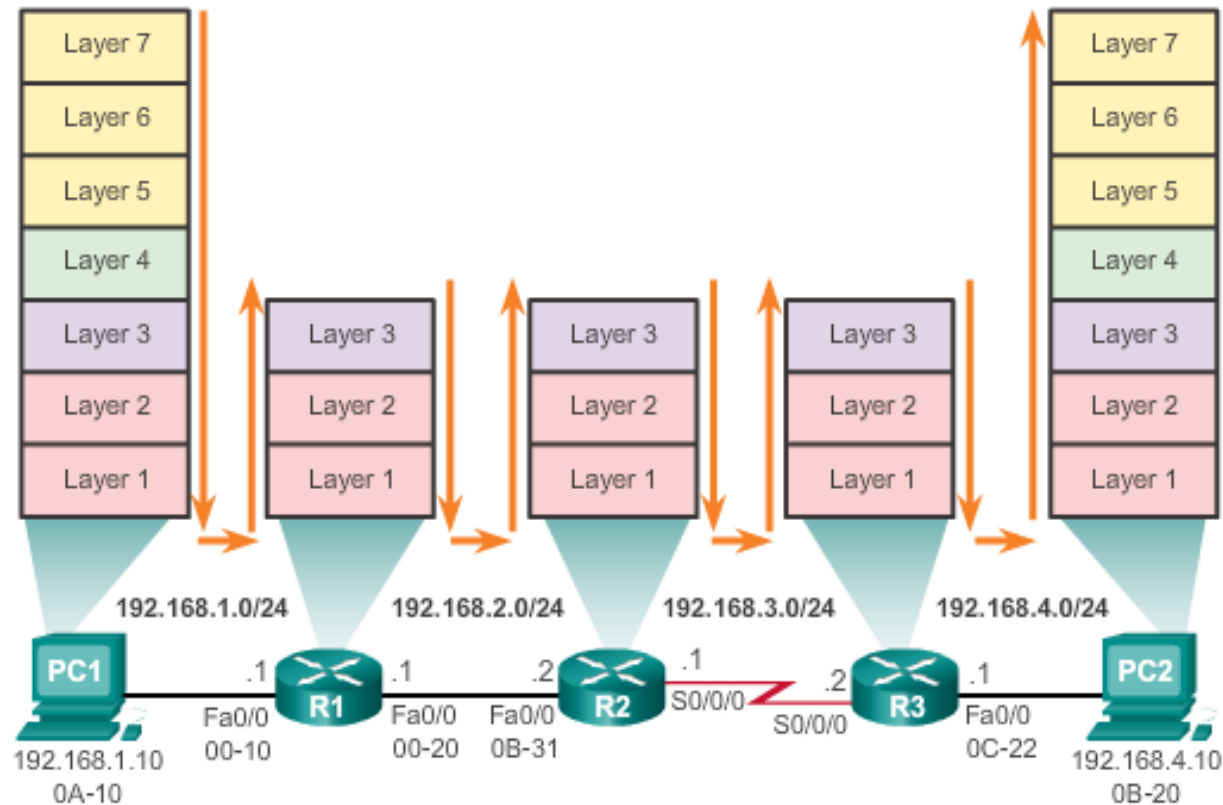 Layer 7
Layer 6
Layer 5
Layer 4
Layer 3
Layer 2
Layer 1
Layer 3
Layer 2
Layer 1
Layer 3
Layer 2
Layer 1
Layer 3
Layer 2
Layer 1
Layer 7
Layer 6
Layer 5
Layer 4
Layer 3
Layer 2
Layer 1
192.168.1.0/24
192.168.2.0/24
192.168.3.0/24
192.168.4.0/24
PC1
192.168.1.10
0A-10
.1
Fa0/0
00-10
R1
.1
Fa0/0
00-20
.2
Fa0/0
0B-31
R2
.1
S0/0/0
.2
S0/0/0
R3
.1
Fa0/0
0C-22
PC2
192.168.4.10
0B-20